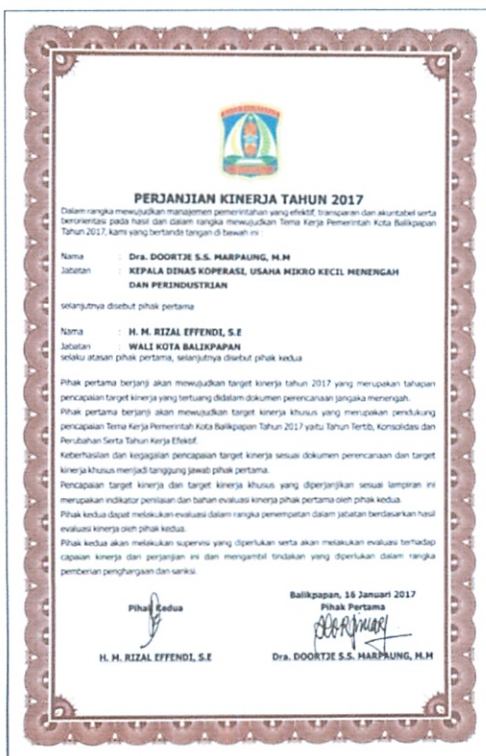 PERJANJIAN KINERJA TAHUN 2017
Dalam rangka mewujudkan manajemen pemerintahan yang efektif, transparan dan akuntabel serta
berorientasi pada hasil dan dalam rangka mewujudkan Tema Kerja Pemerintah Kota Balikpapan
Tahun 2017, kami yang bertanda tangan di bawah ini :
Nama : Dra. DOORTJE S.S. MARPAUNG, M.M
Jabatan : KEPALA DINAS KOPERASI, USAHA MIKRO KECIL MENENGAH
DAN PERINDUSTRIAN
selanjutnya disebut pihak pertama
Nama : H. M. RIZAL EFFENDI, S.E
Jabatan : WALI KOTA BALIKPAPAN
selaku atasan pihak pertama, selanjutnya disebut pihak kedua
Pihak pertama berjanji akan mewujudkan target kinerja tahun 2017 yang merupakan tahapan
pencapaian target kinerja yang tertuang didalam dokumen perencanaan jangaka menengah.
Pihak pertama berjanji akan mewujudkan target kinerja khusus yang merupakan pendukung
pencapaian Tema Kerja Pemerintah Kota Balikpapan Tahun 2017 yaitu Tahun Tertib, Konsolidasi dan
Perubahan Serta Tahun Kerja Efektif.
Keberhasilan dan kegagalan pencapaian target kinerja sesuai dokumen perencanaan dan target
kinerja khusus menjadi tanggung jawab pihak pertama.
Pencapaian target kinerja dan target kinerja khusus yang diperjanjikan sesuai lampiran ini
merupakan indikator penilaian dan bahan evaluasi kinerja pihak pertama oleh pihak kedua.
Pihak kedua dapat melakukan evaluasi dalam rangka penempatan dalam jabatan berdasarkan hasil
evaluasi kinerja oleh pihak kedua.
Pihak kedua akan melakukan supervisi yang diperlukan serta akan melakukan evaluasi terhadap
capaian kinerja dari perjanjian ini dan mengambil tindakan yang diperlukan dalam rangka
pemberian penghargaan dan sanksi.
Balikpapan, 16 Januari 2017
Pihak Kedua Pihak Pertama
H. M. RIZAL EFFENDI, S.E Dra. DOORTJE S.S. MARPAUNG, M.M